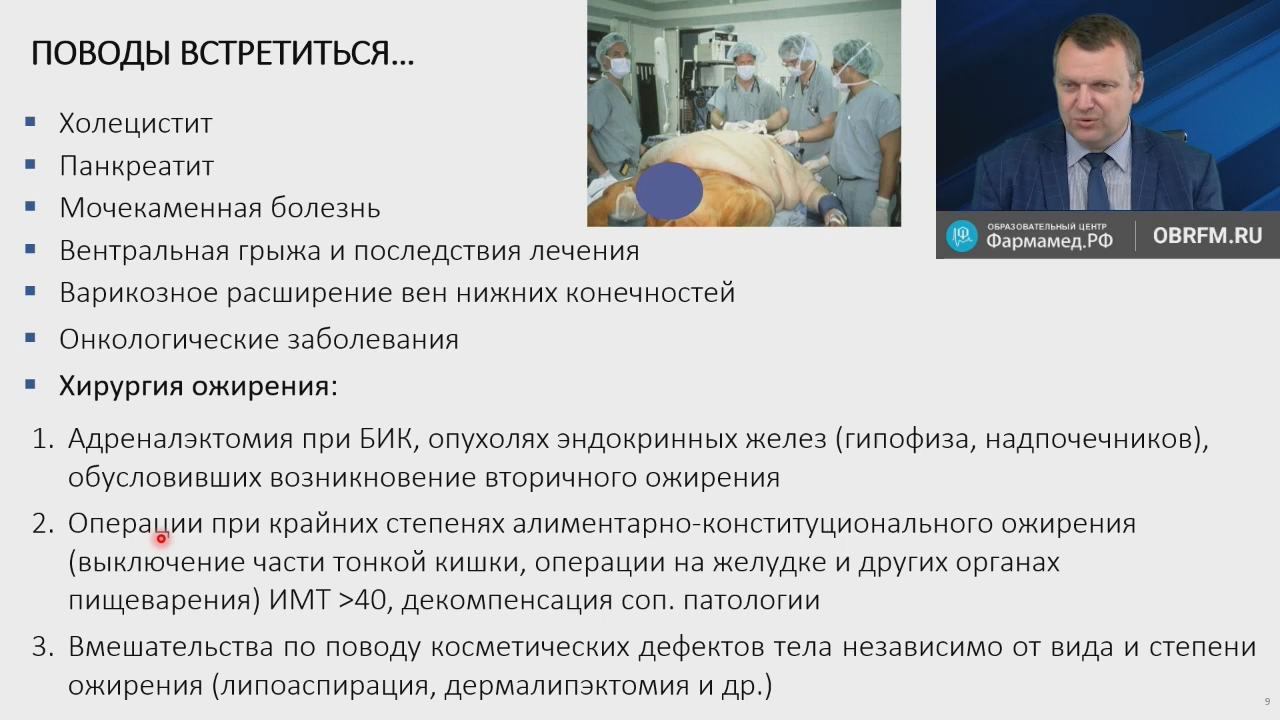 ПОВОДЫ ВСТРЕТИТЬСЯ...
Холецистит
Панкреатит
Мочекаменная болезнь
Вентральная грыжа и последствия лечения
Варикозное расширение вен нижних конечностей
Онкологические заболевания
Хирургия ожирения:
1. Адреналэктомия при БИК, опухолях эндокринных желез (гипофиза, надпочечников),
обусловивших возникновение вторичного ожирения
2. Операции при крайних степенях алиментарно-конституционального ожирения
(выключение части тонкой кишки, операции на желудке и других органах
пищеварения) ИМТ >40, декомпенсация соп. патологии
3. Вмешательства по поводу косметических дефектов тела независимо от вида и степени
ожирения (липоаспирация, дермалипэктомия и др.)
ОБРАЗОВАТЕЛЬНЫЙ ЦЕНТР
Фармамед.РФ
OBRFM.RU
9